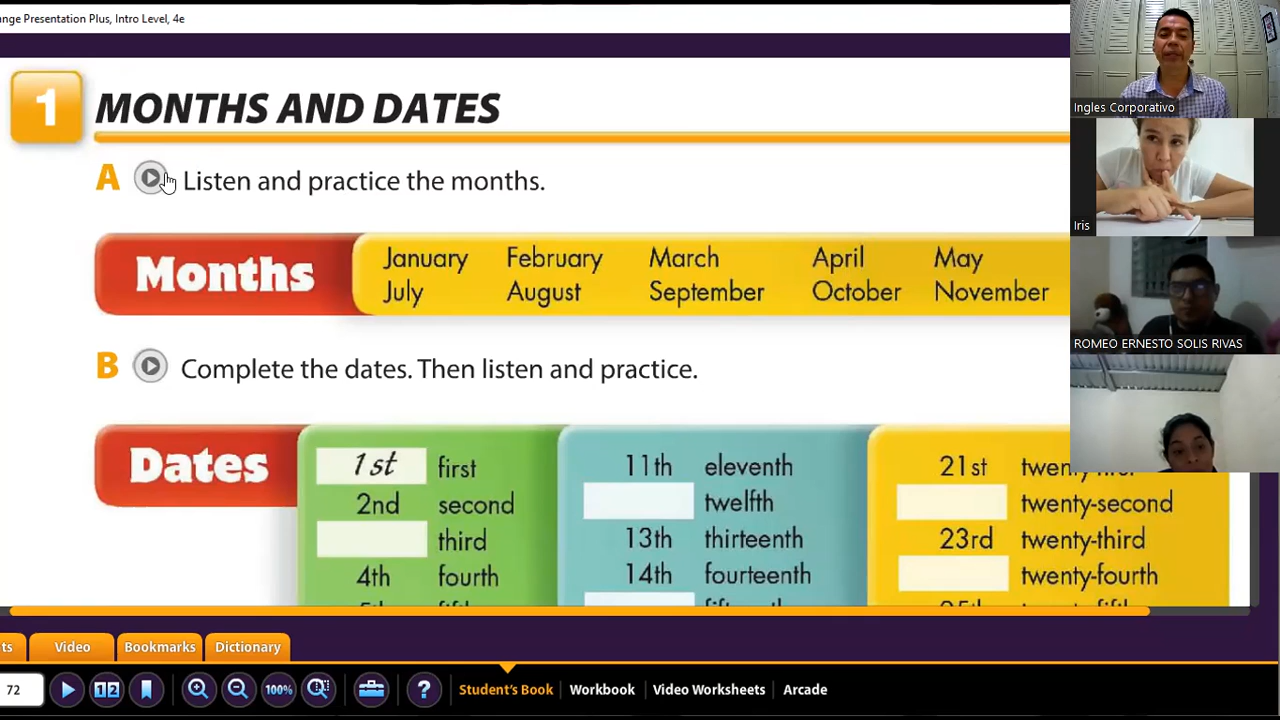 ange Presentation Plus, Intro Level, 4e
1 MONTHS AND DATES
A Listen and practice the months.
Months
January February March April May
July August September October November
B Complete the dates. Then listen and practice.
Dates
1st first 11th eleventh 21st
2nd second twelfth twenty-second
third 13th thirteenth 23rd twenty-third
4th fourth 14th fourteenth twenty-fourth
Ingles Corporativo
Iris
ROMEO ERNESTO SOLIS RIVAS
ts Video Bookmarks Dictionary
72 12 100% ? Student's Book Workbook Video Worksheets Arcade